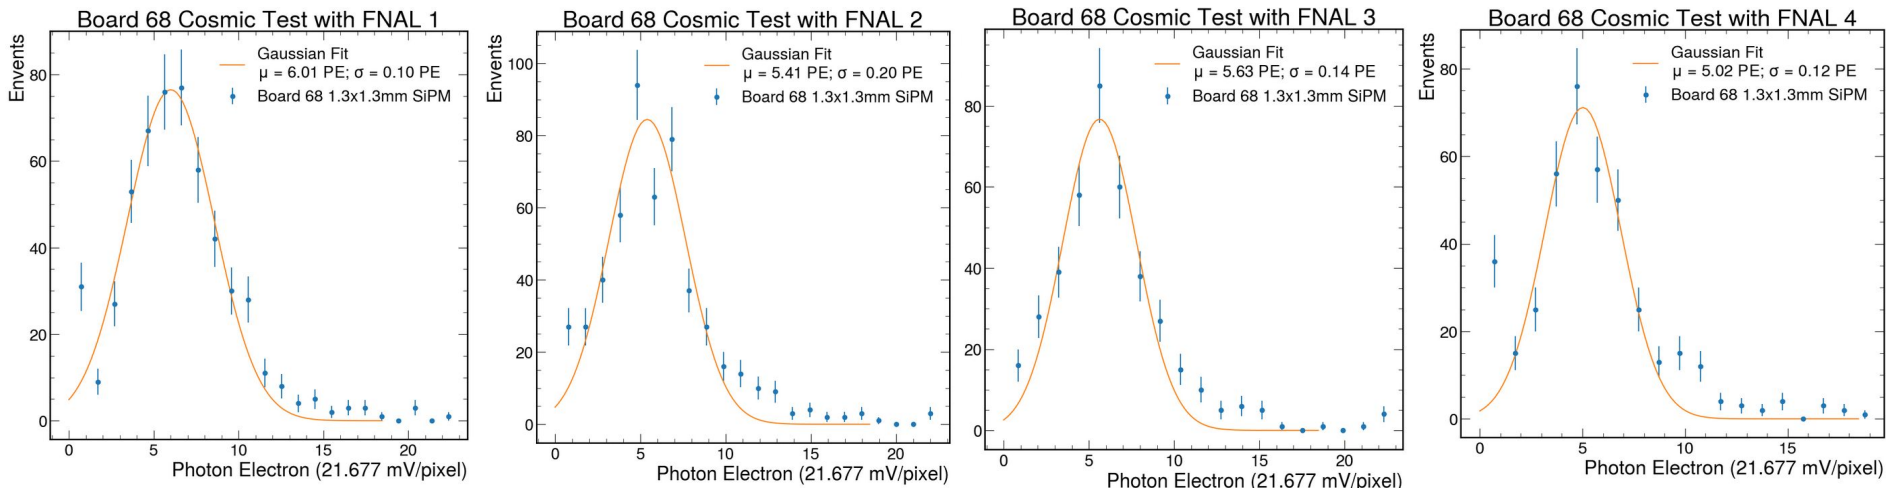 Board 68 Cosmic Test with FNAL 1
Envents
Gaussian Fit
μ = 6.01 PE; σ = 0.10 PE
Board 68 1.3x1.3mm SiPM
80
60
40
20
0
0 5 10 15 20
Photon Electron (21.677 mV/pixel)
Board 68 Cosmic Test with FNAL 2
Envents
Gaussian Fit
μ = 5.41 PE; σ = 0.20 PE
Board 68 1.3x1.3mm SiPM
100
80
60
40
20
0
0 5 10 15 20
Photon Electron (21.677 mV/pixel)
Board 68 Cosmic Test with FNAL 3
Envents
Gaussian Fit
μ = 5.63 PE; σ = 0.14 PE
Board 68 1.3x1.3mm SiPM
80
60
40
20
0
0 5 10 15 20
Photon Electron (21.677 mV/pixel)
Board 68 Cosmic Test with FNAL 4
Envents
Gaussian Fit
μ = 5.02 PE; σ = 0.12 PE
Board 68 1.3x1.3mm SiPM
80
60
40
20
0
0 5 10 15
Photon Electron (21.677 mV/pixel)